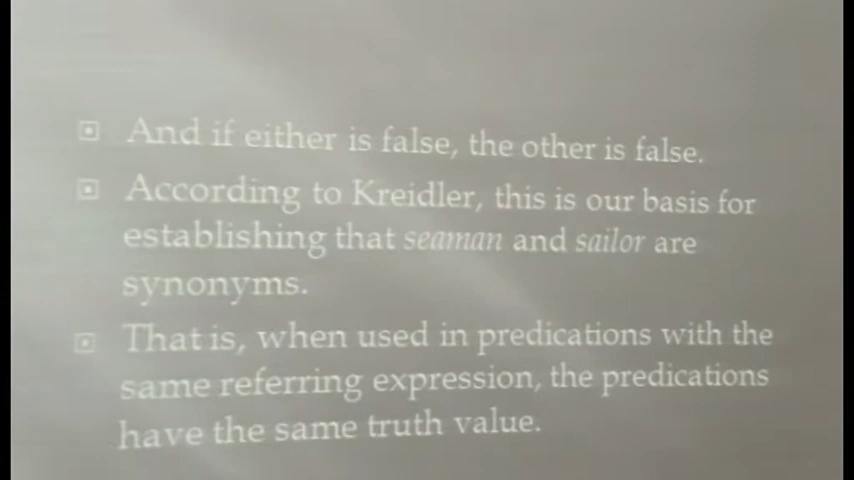 And if either is false, the other is false.
According to Kreidler, this is our basis for
establishing that seaman and sailor are
synonyms.
That is, when used in predications with the
same referring expression, the predications
have the same truth value.